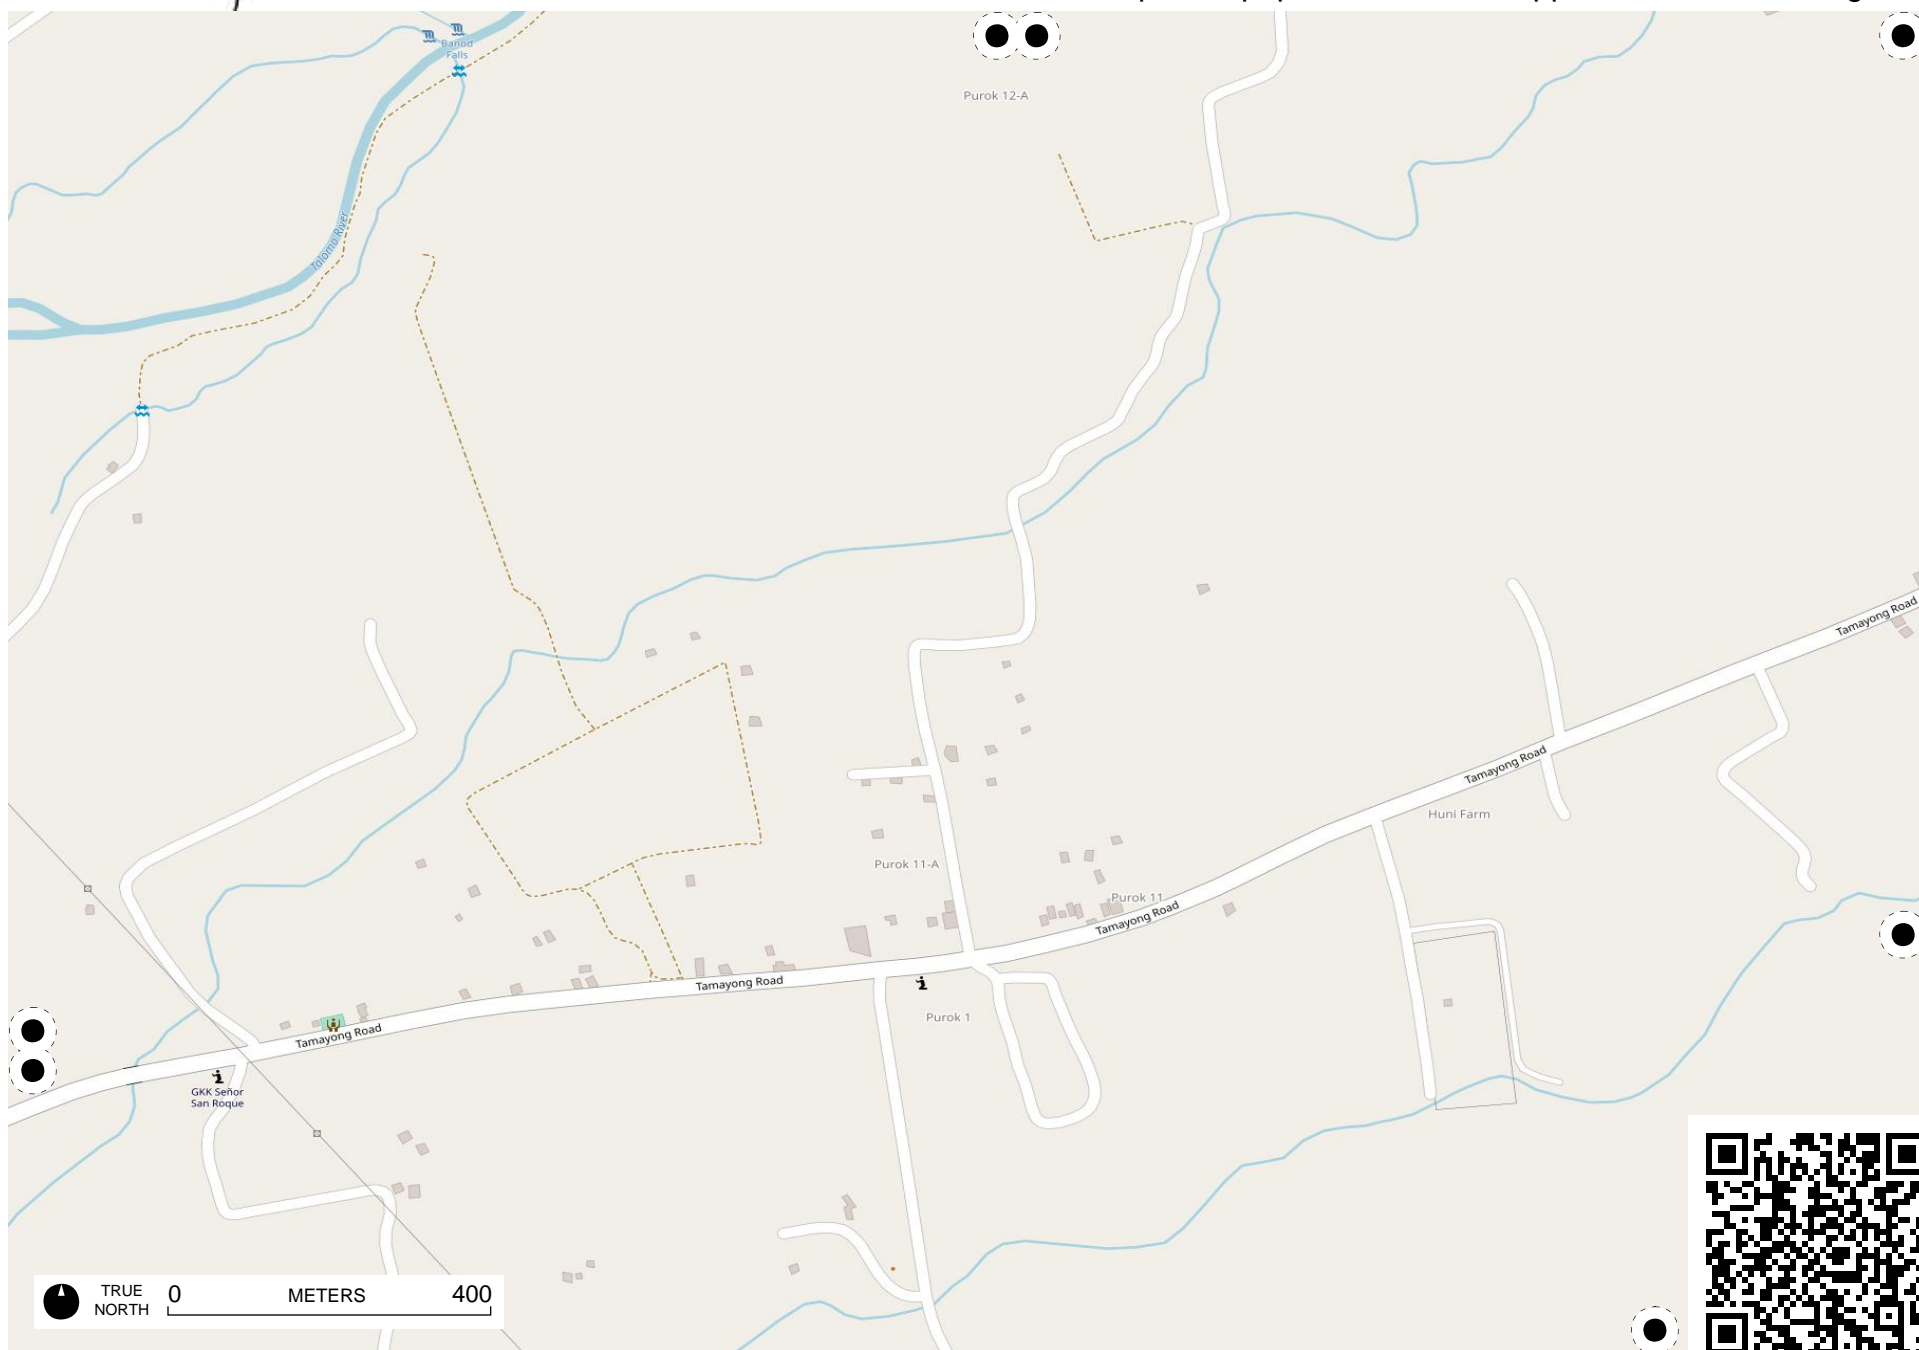 Banod
Falls
Purok 12-A
Talomo River
Tamayong Road
Tamayong Road
Huni Farm
Purok 11-A
Purok 11
Tamayong Road
Tamayong Road
Purok 1
Tamayong Road
GKK Señor
San Roque
TRUE
NORTH
0 METERS 400